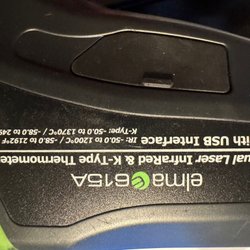 elma 615A
ual Laser InfraRed & K-Type Thermomete
ith USB Interface
IR: -50.0 to 1200°C / -58.0 to 2192°F
K-Type: -50.0 to 1370°C / -58.0 to 249